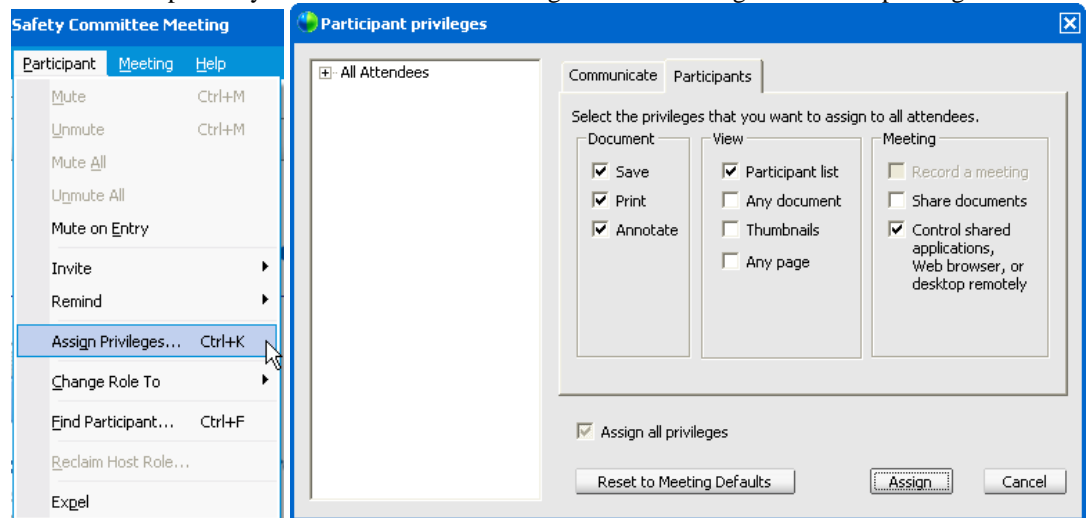 Safety Committee Meeting
Participant Meeting Help
Mute Ctrl+M
Unmute Ctrl+M
Mute All
Unmute All
Mute on Entry
Invite
Remind
Assign Privileges... Ctrl+K
Change Role To
Find Participant... Ctrl+F
Reclaim Host Role...
Expel
Participant privileges
All Attendees
Communicate Participants
Select the privileges that you want to assign to all attendees.
Document View Meeting
Save Participant list Record a meeting
Print Any document Share documents
Annotate Thumbnails Control shared
applications,
Any page Web browser, or
desktop remotely
Assign all privileges
Reset to Meeting Defaults Assign Cancel